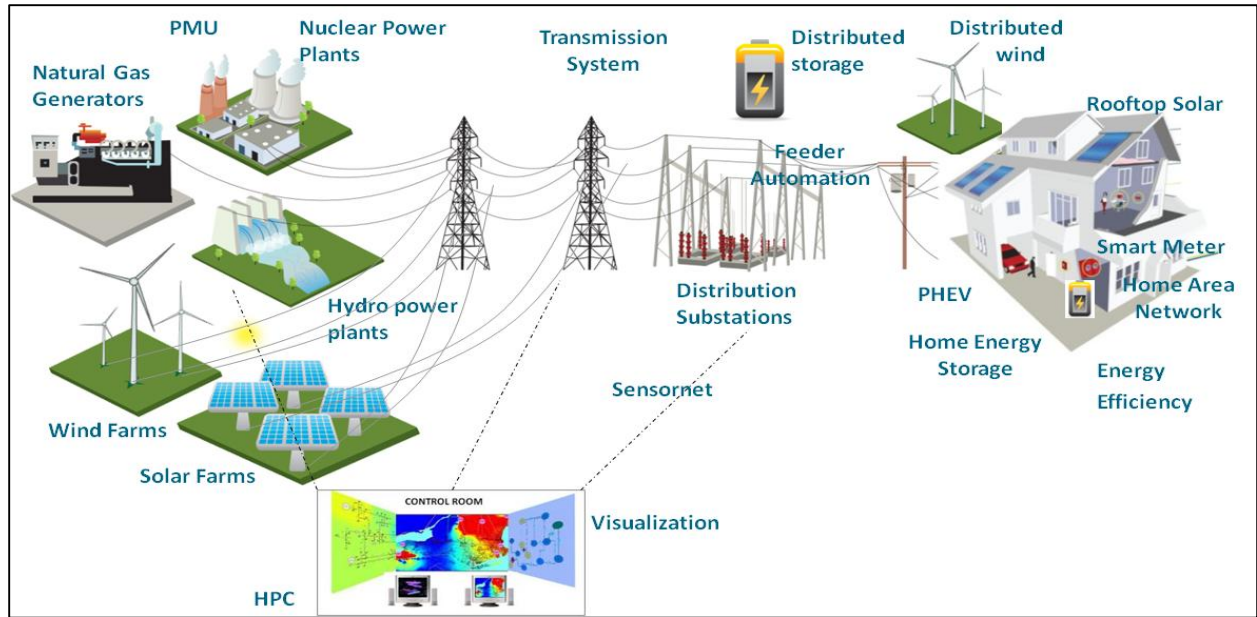 PMU
Nuclear Power
Plants
Natural Gas
Generators
Transmission
System
Distributed
storage
Distributed
wind
Rooftop Solar
Feeder
Automation
Smart Meter
Home Area
Network
Hydro power
plants
Distribution
Substations
PHEV
Home Energy
Storage
Energy
Efficiency
Sensornet
Wind Farms
Solar Farms
CONTROL ROOM
Visualization
HPC